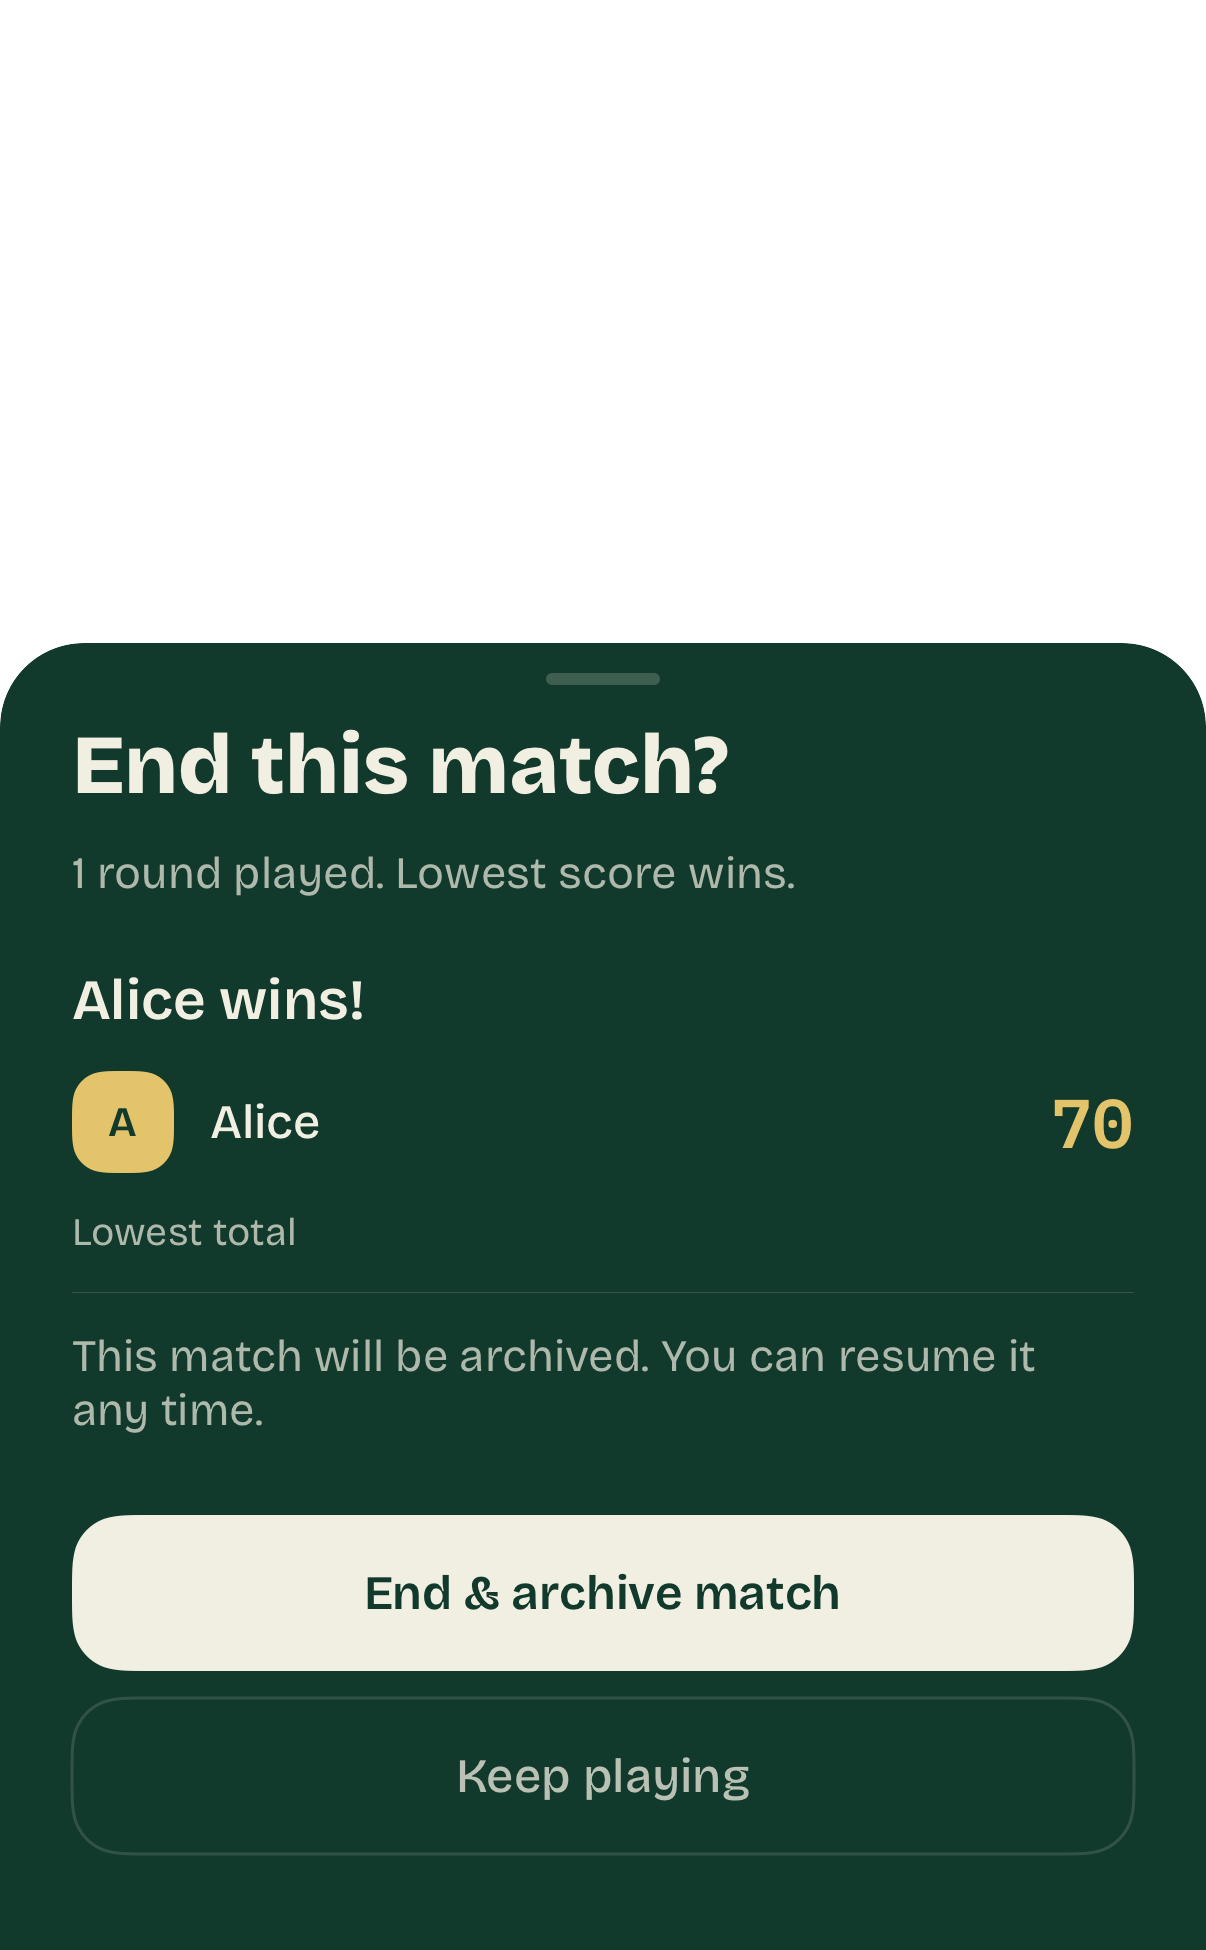 End this match?
1 round played. Lowest score wins.
Alice wins!
A Alice 70
Lowest total
This match will be archived. You can resume it
any time.
End & archive match
Keep playing